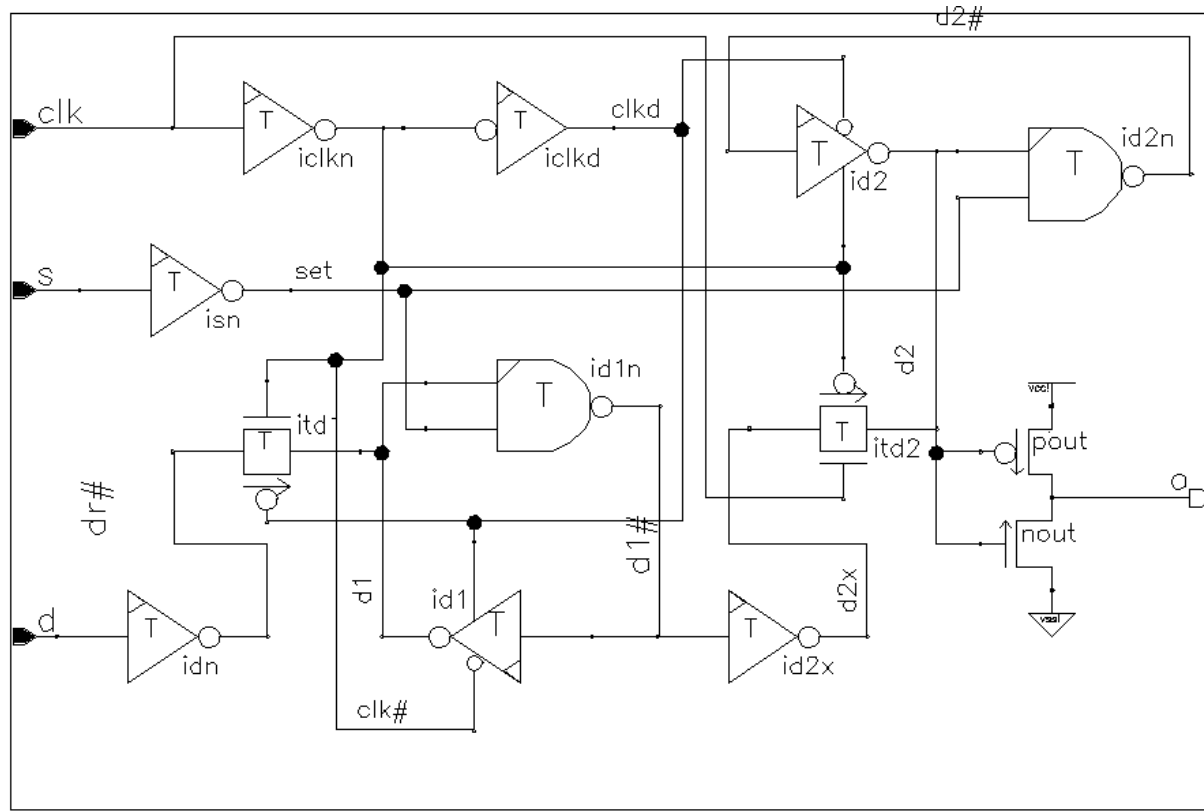 d2#
clk
T
iclkn
T
iclkd
clkd
T
id2
T
id2n
S
T
isn
set
T
id1n
itd1
T
d2
T
itd2
vcc!
pout
a
nout
vss!
dr#
d1#
d
T
idn
d1
id1
T
T
id2x
d2x
clk#